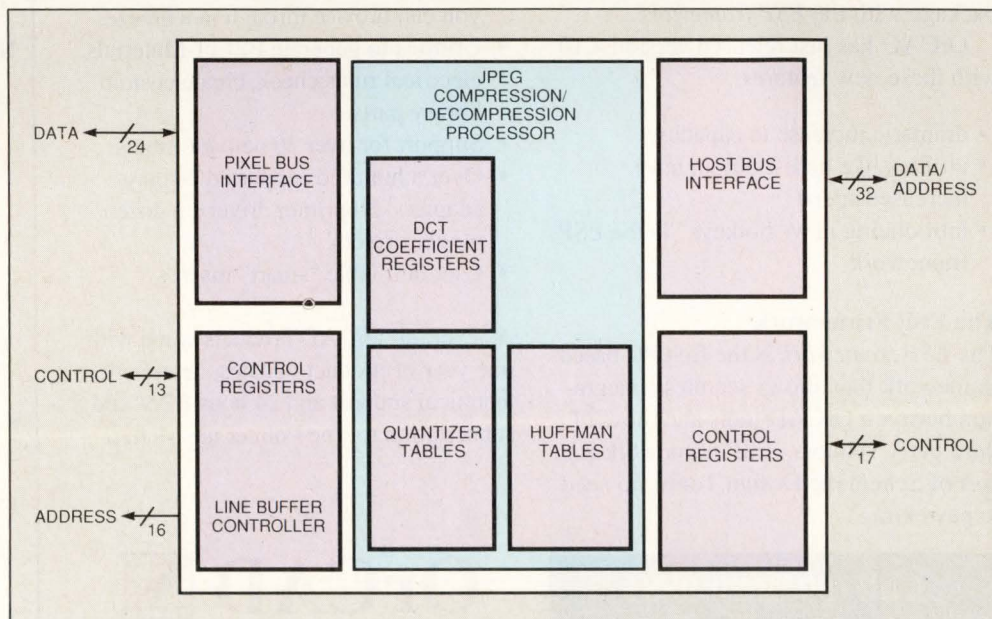 JPEG
COMPRESSION/
DECOMPRESSION
PROCESSOR
DATA
24
PIXEL BUS
INTERFACE
HOST BUS
INTERFACE
DATA/
ADDRESS
32
DCT
COEFFICIENT
REGISTERS
CONTROL
13
CONTROL
REGISTERS
QUANTIZER
TABLES
HUFFMAN
TABLES
CONTROL
REGISTERS
CONTROL
17
ADDRESS
16
LINE BUFFER
CONTROLLER